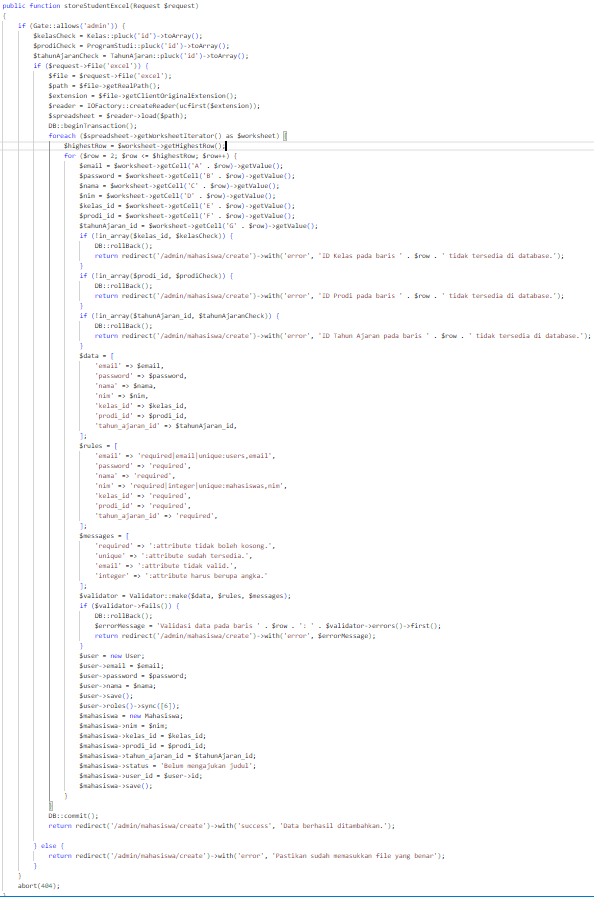 public function storeStudentExcel(Request $request)
{
    if (Gate::allows('admin')) {
        $kelasCheck = Kelas::pluck('id')->toArray();
        $prodiCheck = ProgramStudi::pluck('id')->toArray();
        $tahunAjaranCheck = TahunAjaran::pluck('id')->toArray();
        if ($request->file('excel')) {
            $file = $request->file('excel');
            $path = $file->getRealPath();
            $extension = $file->getClientOriginalExtension();
            $reader = IOFactory::createReader(ucfirst($extension));
            $spreadsheet = $reader->load($path);
            DB::beginTransaction();
            foreach ($spreadsheet->getWorksheetIterator() as $worksheet) {
                $highestRow = $worksheet->getHighestRow();
                for ($row = 2; $row <= $highestRow; $row++) {
                    $email = $worksheet->getCell('A' . $row)->getValue();
                    $password = $worksheet->getCell('B' . $row)->getValue();
                    $nama = $worksheet->getCell('C' . $row)->getValue();
                    $nim = $worksheet->getCell('D' . $row)->getValue();
                    $kelas_id = $worksheet->getCell('E' . $row)->getValue();
                    $prodi_id = $worksheet->getCell('F' . $row)->getValue();
                    $tahunAjaran_id = $worksheet->getCell('G' . $row)->getValue();
                    if (!in_array($kelas_id, $kelasCheck)) {
                        DB::rollBack();
                        return redirect('/admin/mahasiswa/create')->with('error', 'ID Kelas pada baris ' . $row . ' tidak tersedia di database.');
                    }
                    if (!in_array($prodi_id, $prodiCheck)) {
                        DB::rollBack();
                        return redirect('/admin/mahasiswa/create')->with('error', 'ID Prodi pada baris ' . $row . ' tidak tersedia di database.');
                    }
                    if (!in_array($tahunAjaran_id, $tahunAjaranCheck)) {
                        DB::rollBack();
                        return redirect('/admin/mahasiswa/create')->with('error', 'ID Tahun Ajaran pada baris ' . $row . ' tidak tersedia di database.');
                    }
                    $data = [
                        'email' => $email,
                        'password' => $password,
                        'nama' => $nama,
                        'nim' => $nim,
                        'kelas_id' => $kelas_id,
                        'prodi_id' => $prodi_id,
                        'tahun_ajaran_id' => $tahunAjaran_id,
                    ];
                    $rules = [
                        'email' => 'required|email|unique:users,email',
                        'password' => 'required',
                        'nama' => 'required',
                        'nim' => 'required|integer|unique:mahasiswas,nim',
                        'kelas_id' => 'required',
                        'prodi_id' => 'required',
                        'tahun_ajaran_id' => 'required',
                    ];
                    $messages = [
                        'required' => ':attribute tidak boleh kosong.',
                        'unique' => ':attribute sudah tersedia.',
                        'email' => ':attribute tidak valid.',
                        'integer' => ':attribute harus berupa angka.'
                    ];
                    $validator = Validator::make($data, $rules, $messages);
                    if ($validator->fails()) {
                        DB::rollBack();
                        $errorMessage = 'Validasi data pada baris ' . $row . ': ' . $validator->errors()->first();
                        return redirect('/admin/mahasiswa/create')->with('error', $errorMessage);
                    }
                    $user = new User;
                    $user->email = $email;
                    $user->password = $password;
                    $user->nama = $nama;
                    $user->save();
                    $user->roles()->sync([6]);
                    $mahasiswa = new Mahasiswa;
                    $mahasiswa->nim = $nim;
                    $mahasiswa->kelas_id = $kelas_id;
                    $mahasiswa->prodi_id = $prodi_id;
                    $mahasiswa->tahun_ajaran_id = $tahunAjaran_id;
                    $mahasiswa->status = 'Belum mengajukan judul';
                    $mahasiswa->user_id = $user->id;
                    $mahasiswa->save();
                }
            }
            DB::commit();
            return redirect('/admin/mahasiswa/create')->with('success', 'Data berhasil ditambahkan.');
        } else {
            return redirect('/admin/mahasiswa/create')->with('error', 'Pastikan sudah memasukkan file yang benar');
        }
    }
    abort(404);